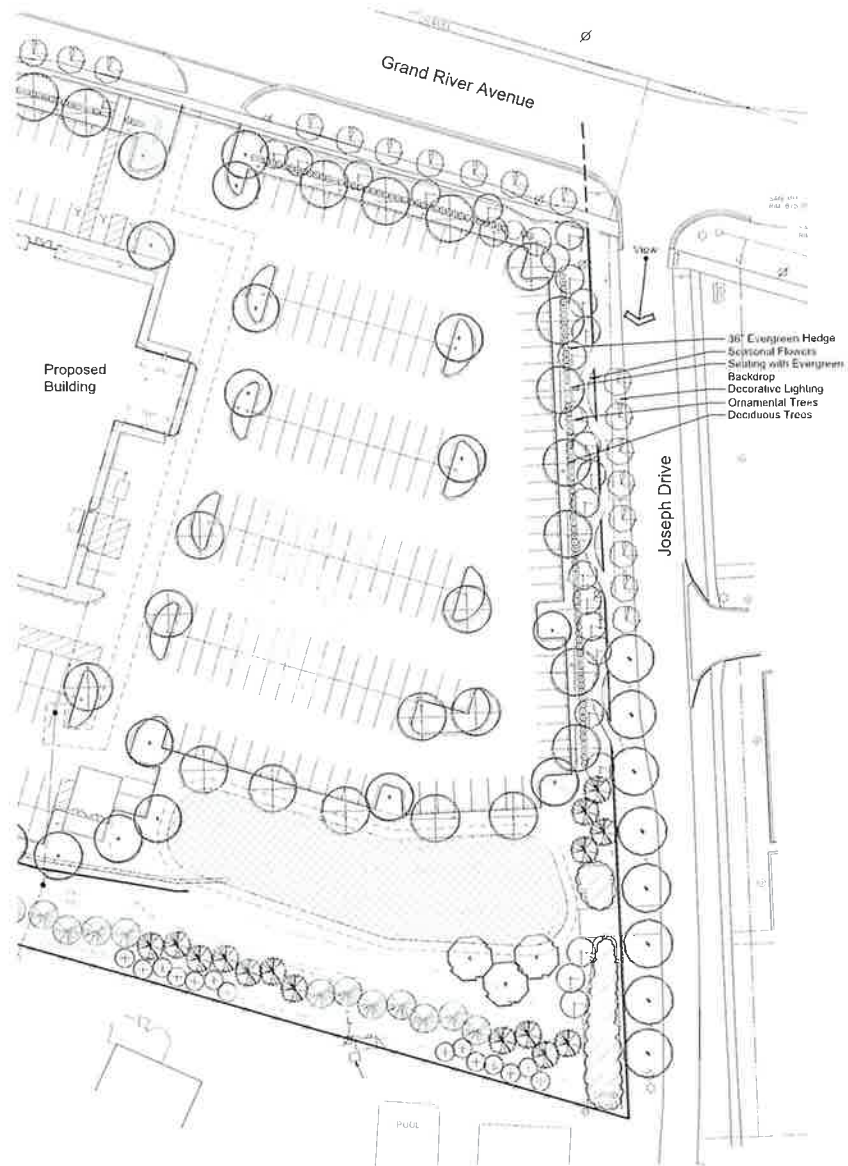 Grand River Avenue
View
36" Evergreen Hedge
Seasonal Flowers
Seating with Evergreen
Backdrop
Decorative Lighting
Ornamental Trees
Deciduous Trees
Proposed
Building
Joseph Drive
POOL